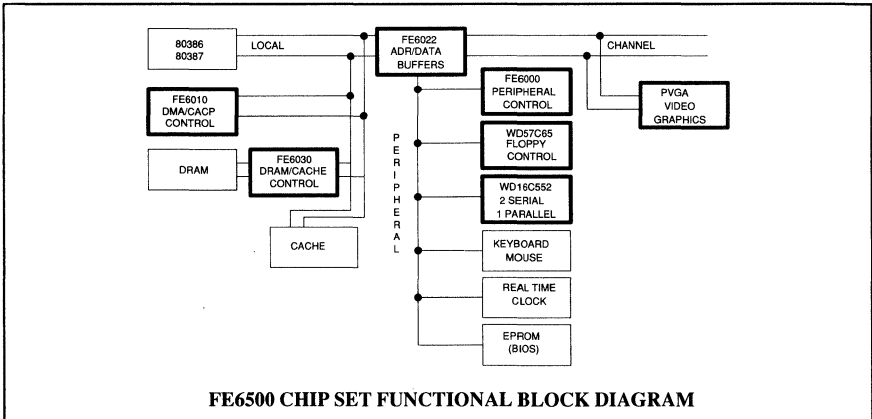 80386
80387
LOCAL
FE6022
ADR/DATA
BUFFERS
CHANNEL
FE6010
DMA/CACP
CONTROL
FE6000
PERIPHERAL
CONTROL
PVGA
VIDEO
GRAPHICS
DRAM
FE6030
DRAM/CACHE
CONTROL
PERIPHERAL
WD57C65
FLOPPY
CONTROL
WD16C552
2 SERIAL
1 PARALLEL
CACHE
KEYBOARD
MOUSE
REAL TIME
CLOCK
EPROM
(BIOS)
FE6500 CHIP SET FUNCTIONAL BLOCK DIAGRAM